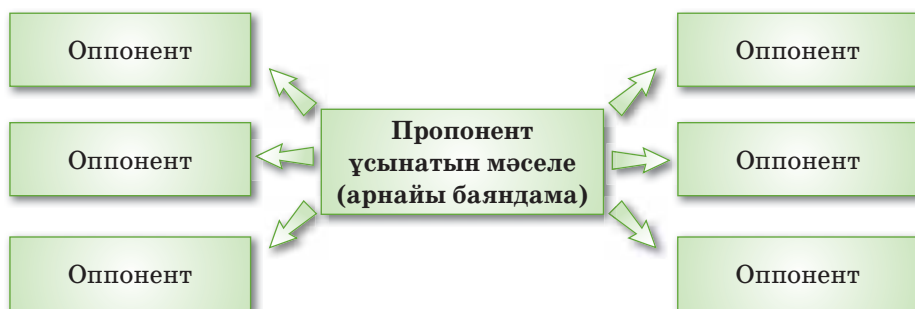 Оппонент
Оппонент
Оппонент
Пропонент
ұсынатын мәселе
(арнайы баяндама)
Оппонент
Оппонент
Оппонент